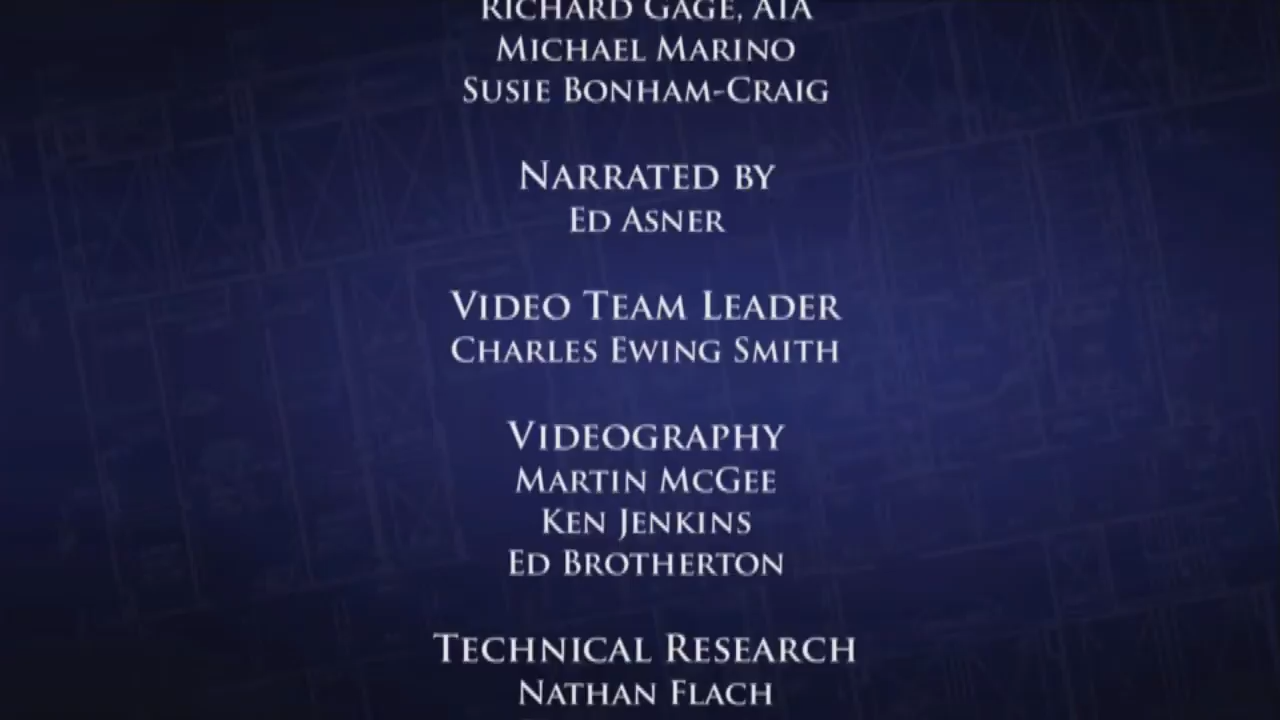 RICHARD GAGE, AIA
MICHAEL MARINO
SUSIE BONHAM-CRAIG
NARRATED BY
ED ASNER
VIDEO TEAM LEADER
CHARLES EWING SMITH
VIDEOGRAPHY
MARTIN MCGEE
KEN JENKINS
ED BROTHERTON
TECHNICAL RESEARCH
NATHAN FLACH